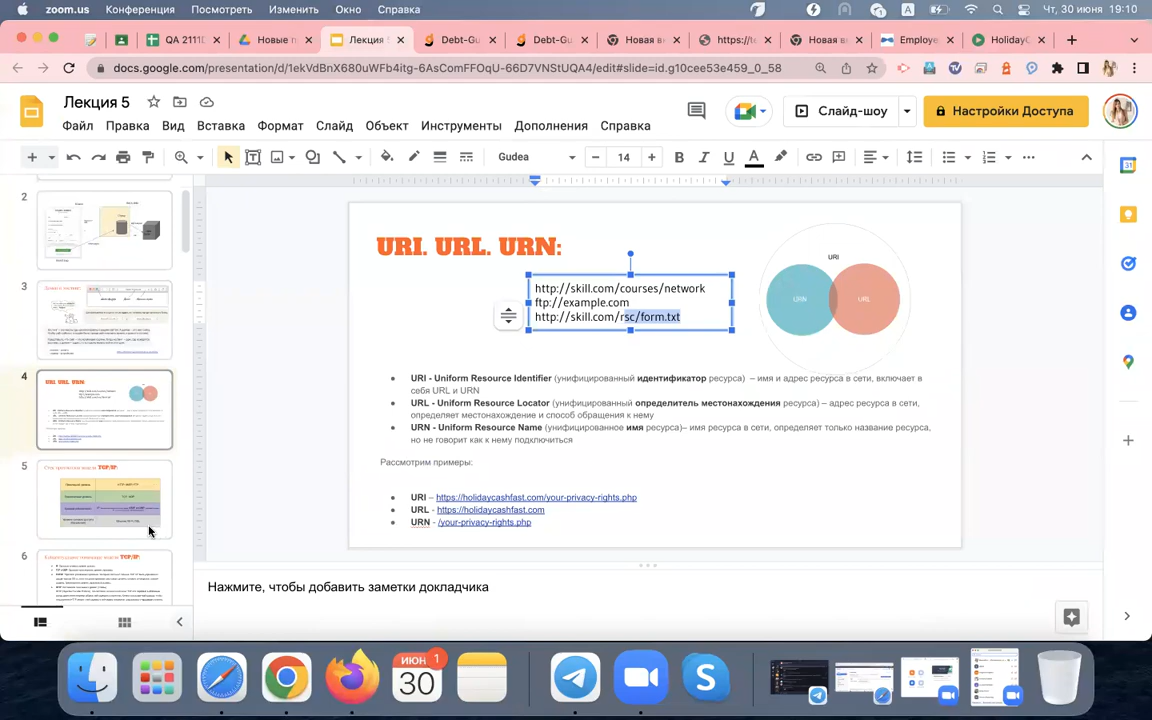 zoom.us Конференция Посмотреть Изменить Окно Справка A Чт, 30 июня 19:10
QA 2111D Новые п Лекция 5 Debt-Gu Debt-Gu Новая в https://te Новая в Employe HolidayC
docs.google.com/presentation/d/1ekVdBnX680uWFb4itg-6AsComFFOqU-66D7VNStUQA4/edit#slide=id.g10cee53e459_0_58
Лекция 5
Слайд-шоу
Настройки Доступа
Файл Правка Вид Вставка Формат Слайд Объект Инструменты Дополнения Справка
Gudea 14 B I U A
31
2
3
4
5
6
URI. URL. URN:
http://skill.com/courses/network
ftp://example.com
http://skill.com/rsc/form.txt
URI
URN
URL
URI - Uniform Resource Identifier (унифицированный идентификатор ресурса) – имя и адрес ресурса в сети, включает в
себя URL и URN
URL - Uniform Resource Locator (унифицированный определитель местонахождения ресурса) – адрес ресурса в сети,
определяет местонахождение и способ обращения к нему
URN - Uniform Resource Name (унифицированное имя ресурса)– имя ресурса в сети, определяет только название ресурса,
но не говорит как к нему подключиться
Рассмотрим примеры:
URI – https://holidaycashfast.com/your-privacy-rights.php
URL - https://holidaycashfast.com
URN - /your-privacy-rights.php
Нажмите, чтобы добавить заметки докладчика
ИЮН
30
1